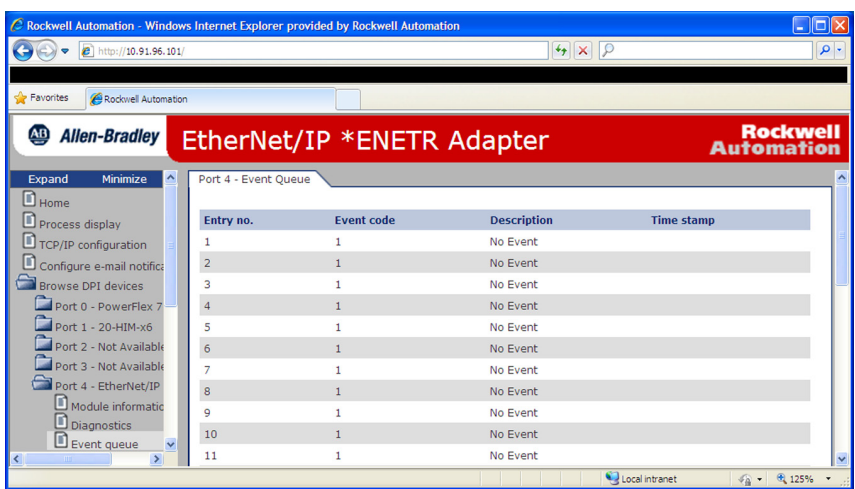 Rockwell Automation - Windows Internet Explorer provided by Rockwell Automation
http://10.91.96.101/
Favorites
Rockwell Automation
AB Allen-Bradley
EtherNet/IP *ENETR Adapter
Rockwell
Automation
Expand Minimize
Home
Process display
TCP/IP configuration
Configure e-mail notifica
Browse DPI devices
Port 0 - PowerFlex 7
Port 1 - 20-HIM-x6
Port 2 - Not Available
Port 3 - Not Available
Port 4 - EtherNet/IP
Module informatic
Diagnostics
Event queue
Port 4 - Event Queue
Entry no. Event code Description Time stamp
1 1 No Event
2 1 No Event
3 1 No Event
4 1 No Event
5 1 No Event
6 1 No Event
7 1 No Event
8 1 No Event
9 1 No Event
10 1 No Event
11 1 No Event
Local intranet
125%